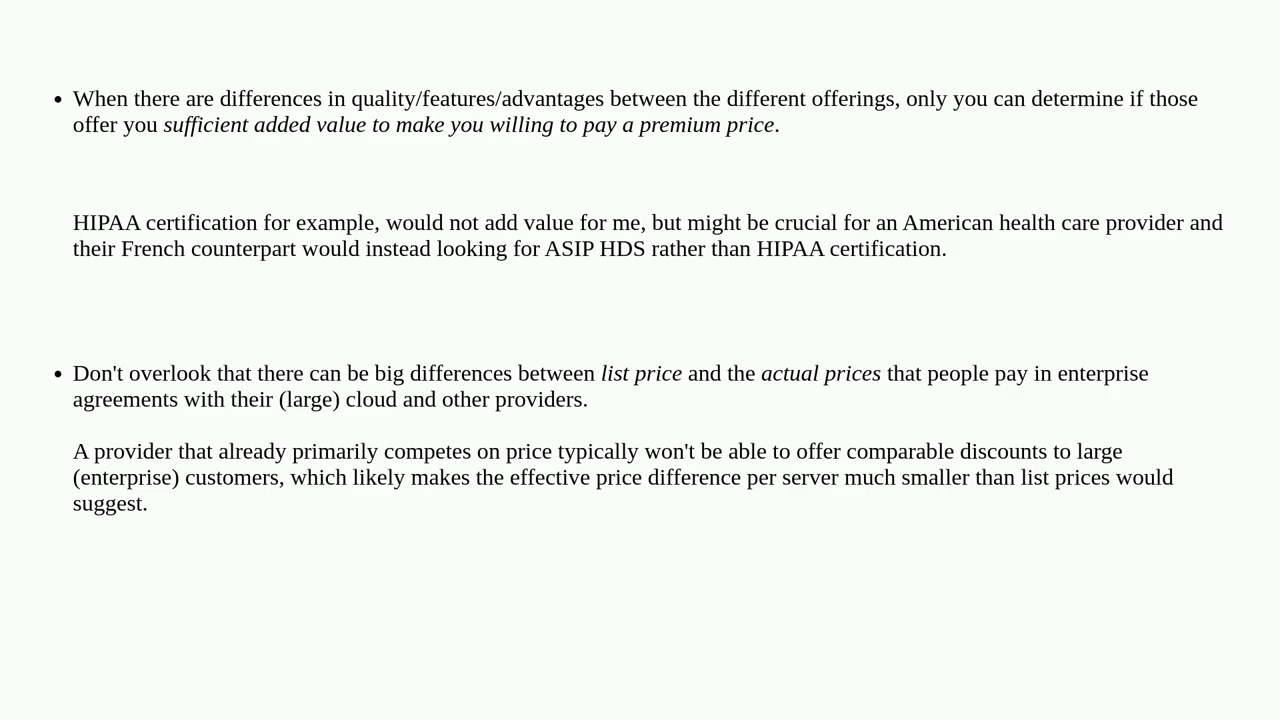 • When there are differences in quality/features/advantages between the different offerings, only you can determine if those
offer you sufficient added value to make you willing to pay a premium price.
HIPAA certification for example, would not add value for me, but might be crucial for an American health care provider and
their French counterpart would instead looking for ASIP HDS rather than HIPAA certification.
• Don't overlook that there can be big differences between list price and the actual prices that people pay in enterprise
agreements with their (large) cloud and other providers.
A provider that already primarily competes on price typically won't be able to offer comparable discounts to large
(enterprise) customers, which likely makes the effective price difference per server much smaller than list prices would
suggest.